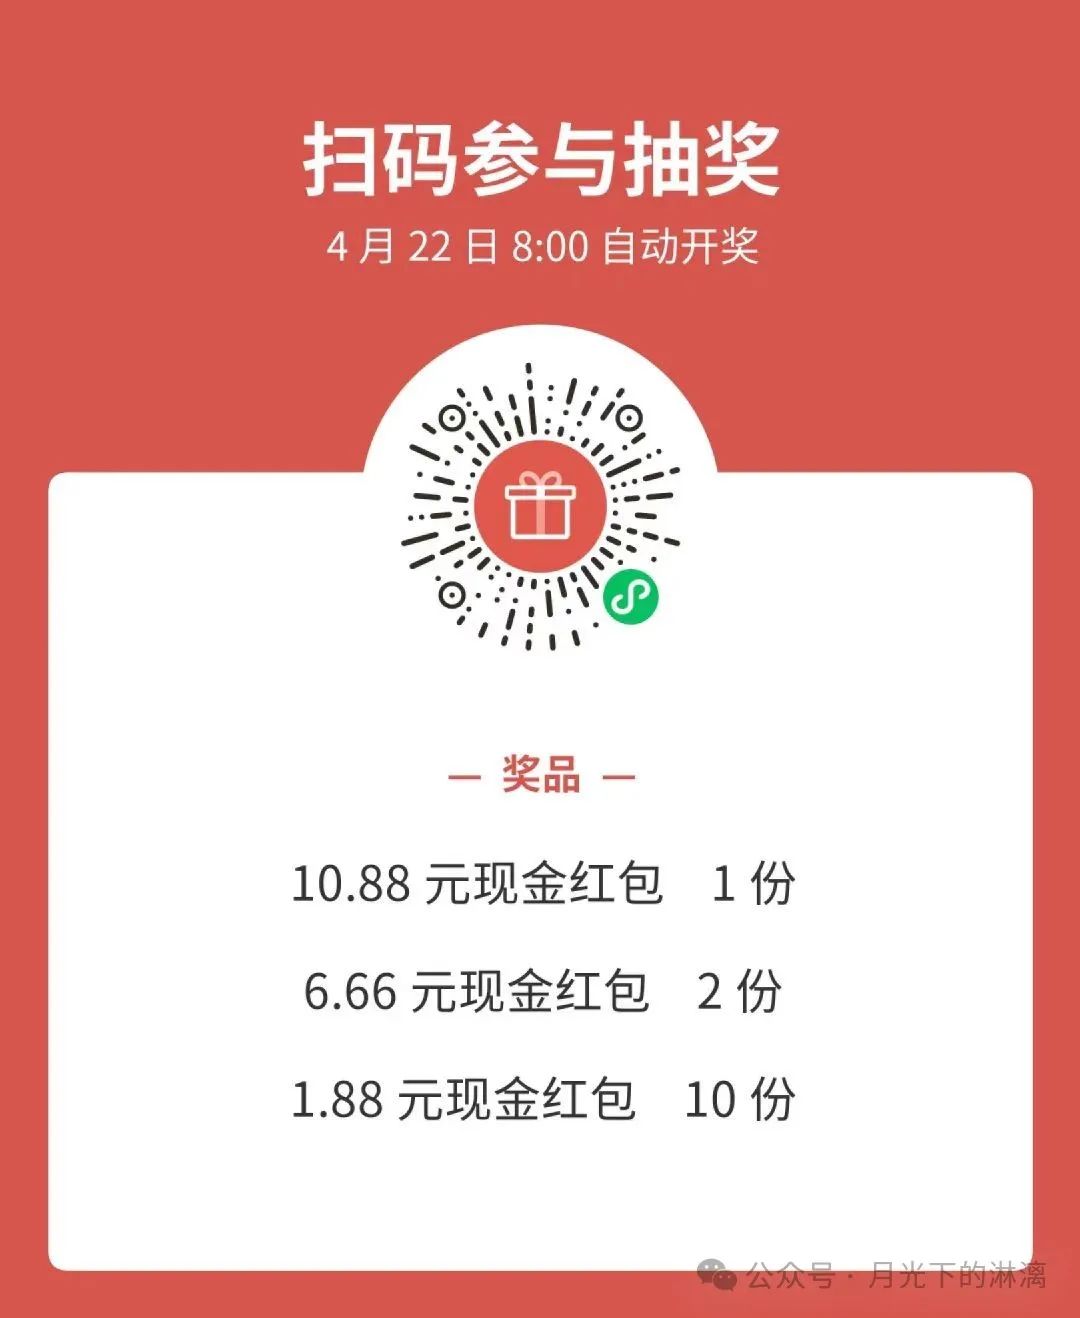 扫码参与抽奖
4 月 22 日 8:00 自动开奖
— 奖品 —
10.88 元现金红包 1 份
6.66 元现金红包 2 份
1.88 元现金红包 10 份
公众号 · 月光下的淋漓